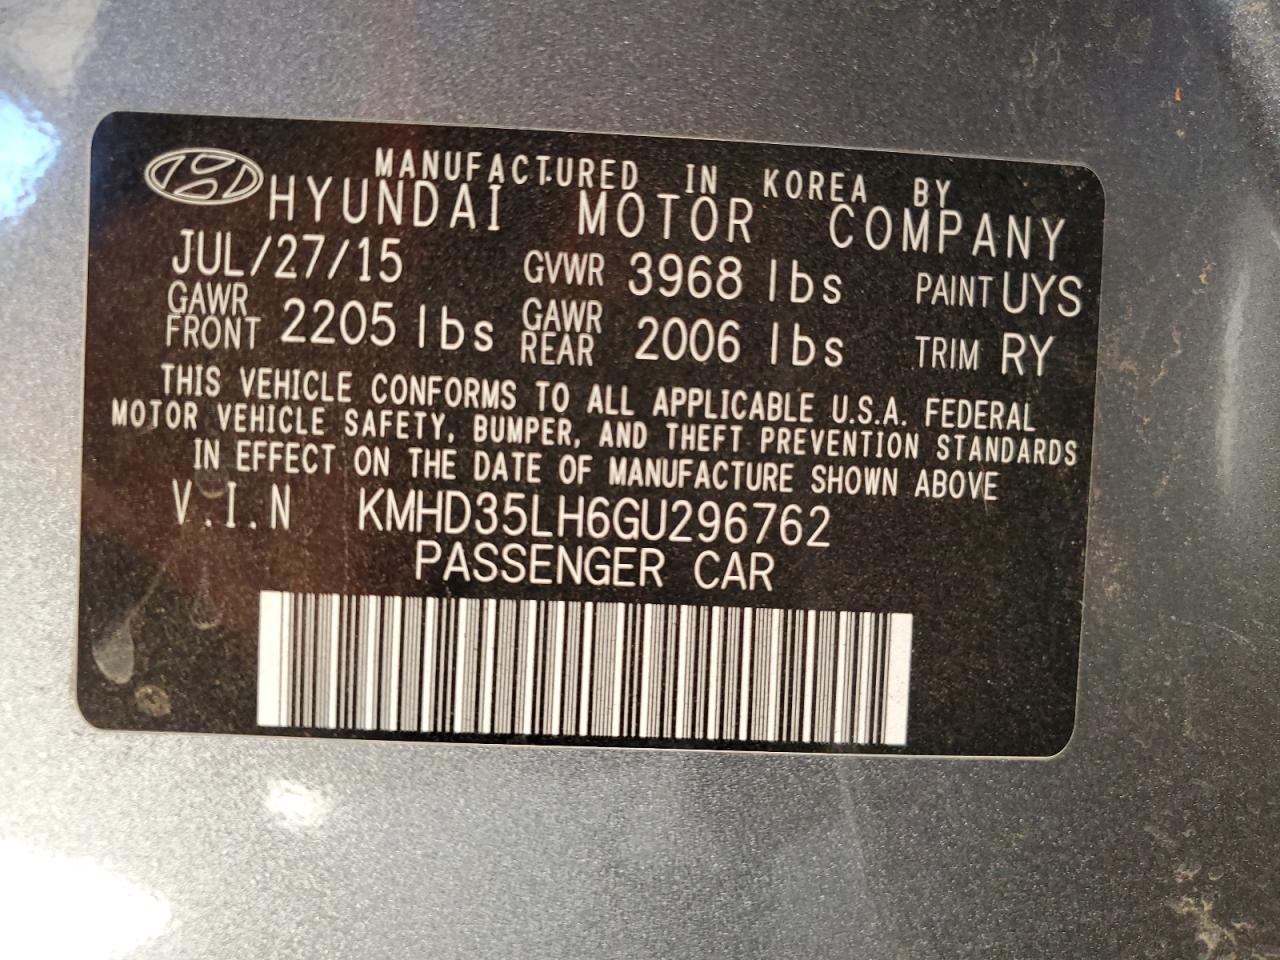 MANUFACTURED IN KOREA BY
HYUNDAI MOTOR COMPANY
JUL/27/15 GVWR 3968 lbs PAINT UYS
GAWR FRONT 2205 lbs GAWR REAR 2006 lbs TRIM RY
THIS VEHICLE CONFORMS TO ALL APPLICABLE U.S.A. FEDERAL
MOTOR VEHICLE SAFETY, BUMPER, AND THEFT PREVENTION STANDARDS
IN EFFECT ON THE DATE OF MANUFACTURE SHOWN ABOVE
V.I.N KMHD35LH6GU296762
PASSENGER CAR